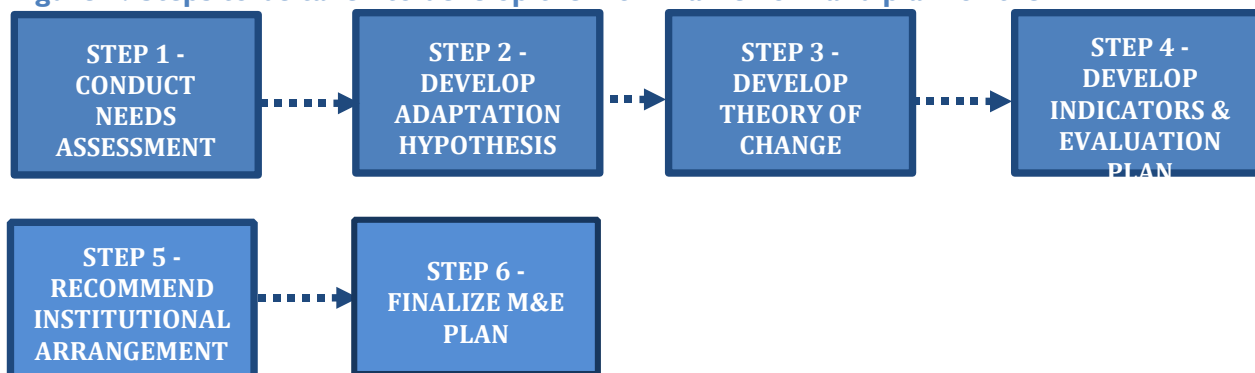 STEP 1 -
CONDUCT
NEEDS
ASSESSMENT
STEP 2 -
DEVELOP
ADAPTATION
HYPOTHESIS
STEP 3 -
DEVELOP
THEORY OF
CHANGE
STEP 4 -
DEVELOP
INDICATORS &
EVALUATION
PLAN
STEP 5 -
RECOMMEND
INSTITUTIONAL
ARRANGEMENT
STEP 6 -
FINALIZE M&E
PLAN